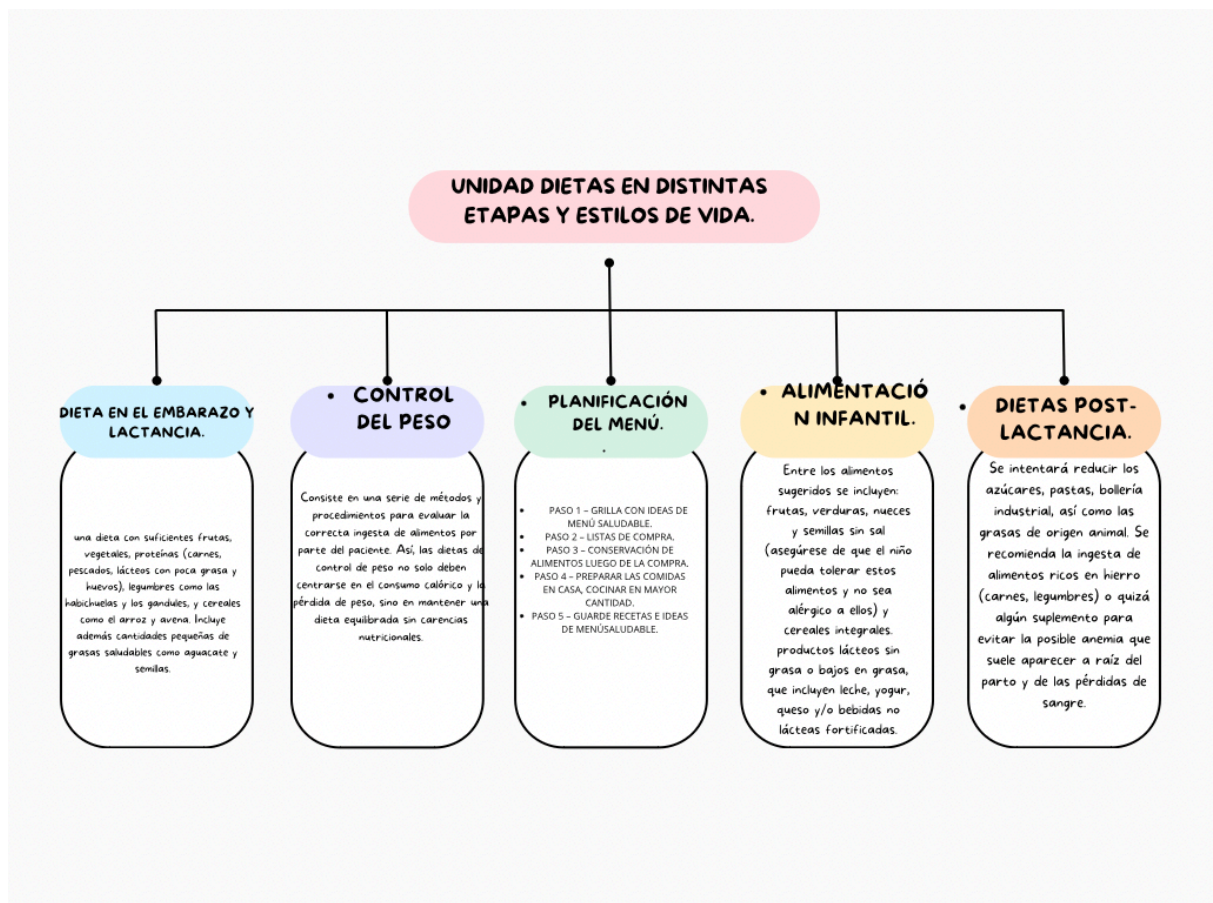 UNIDAD DIETAS EN DISTINTAS
ETAPAS Y ESTILOS DE VIDA.
DIETA EN EL EMBARAZO Y
LACTANCIA.
una dieta con suficientes frutas,
vegetales, proteínas (carnes,
pescados, lácteos con poca grasa y
huevos), legumbres como las
habichuelas y los gandules, y cereales
como el arroz y avena. Incluye
además cantidades pequeñas de
grasas saludables como aguacate y
semillas.
• CONTROL
DEL PESO
Consiste en una serie de métodos y
procedimientos para evaluar la
correcta ingesta de alimentos por
parte del paciente. Así, las dietas de
control de peso no solo deben
centrarse en el consumo calórico y la
pérdida de peso, sino en mantener una
dieta equilibrada sin carencias
nutricionales.
• PLANIFICACIÓN
DEL MENÚ.
.
• PASO 1 – GRILLA CON IDEAS DE
MENÚ SALUDABLE.
• PASO 2 – LISTAS DE COMPRA.
• PASO 3 – CONSERVACIÓN DE
ALIMENTOS LUEGO DE LA COMPRA.
• PASO 4 – PREPARAR LAS COMIDAS
EN CASA, COCINAR EN MAYOR
CANTIDAD.
• PASO 5 – GUARDE RECETAS E IDEAS
DE MENÚSALUDABLE.
• ALIMENTACIÓ
N INFANTIL.
Entre los alimentos
sugeridos se incluyen:
frutas, verduras, nueces
y semillas sin sal
(asegúrese de que el niño
pueda tolerar estos
alimentos y no sea
alérgico a ellos) y
cereales integrales.
productos lácteos sin
grasa o bajos en grasa,
que incluyen leche, yogur,
queso y/o bebidas no
lácteas fortificadas.
• DIETAS POST-
LACTANCIA.
Se intentará reducir los
azúcares, pastas, bollería
industrial, así como las
grasas de origen animal. Se
recomienda la ingesta de
alimentos ricos en hierro
(carnes, legumbres) o quizá
algún suplemento para
evitar la posible anemia que
suele aparecer a raíz del
parto y de las pérdidas de
sangre.